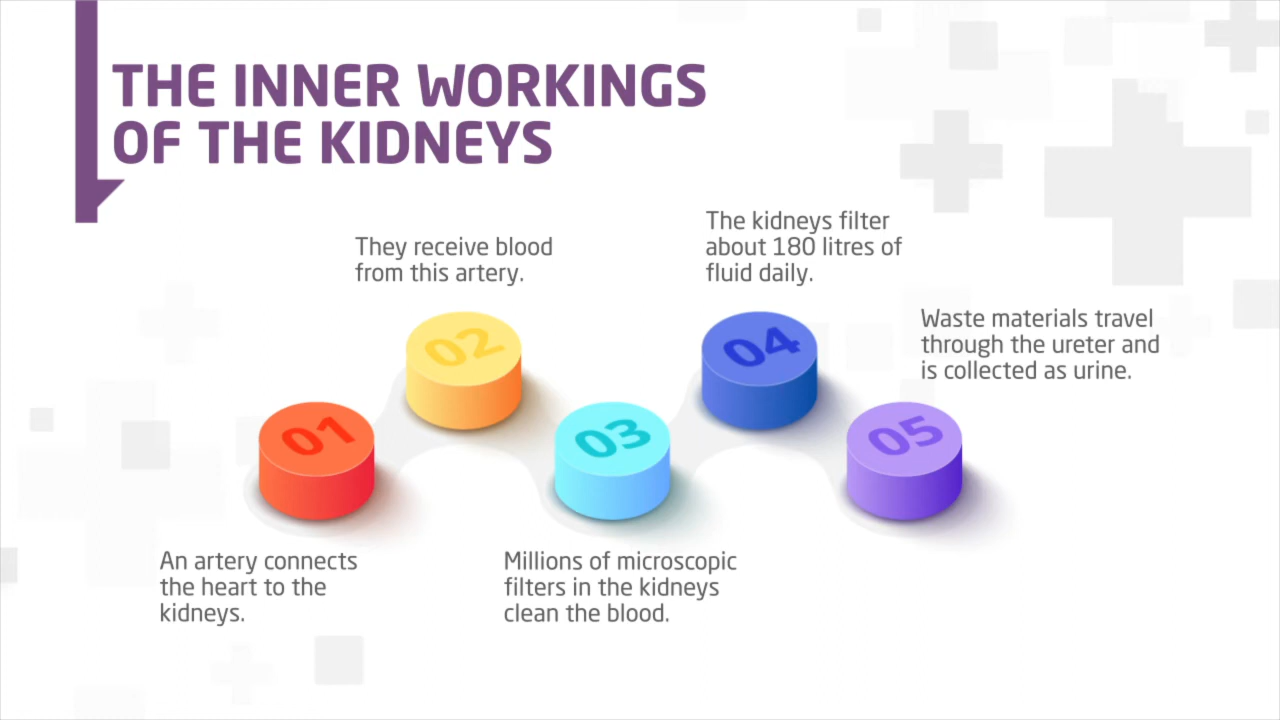 THE INNER WORKINGS
OF THE KIDNEYS
01
An artery connects
the heart to the
kidneys.
02
They receive blood
from this artery.
03
Millions of microscopic
filters in the kidneys
clean the blood.
04
The kidneys filter
about 180 litres of
fluid daily.
05
Waste materials travel
through the ureter and
is collected as urine.